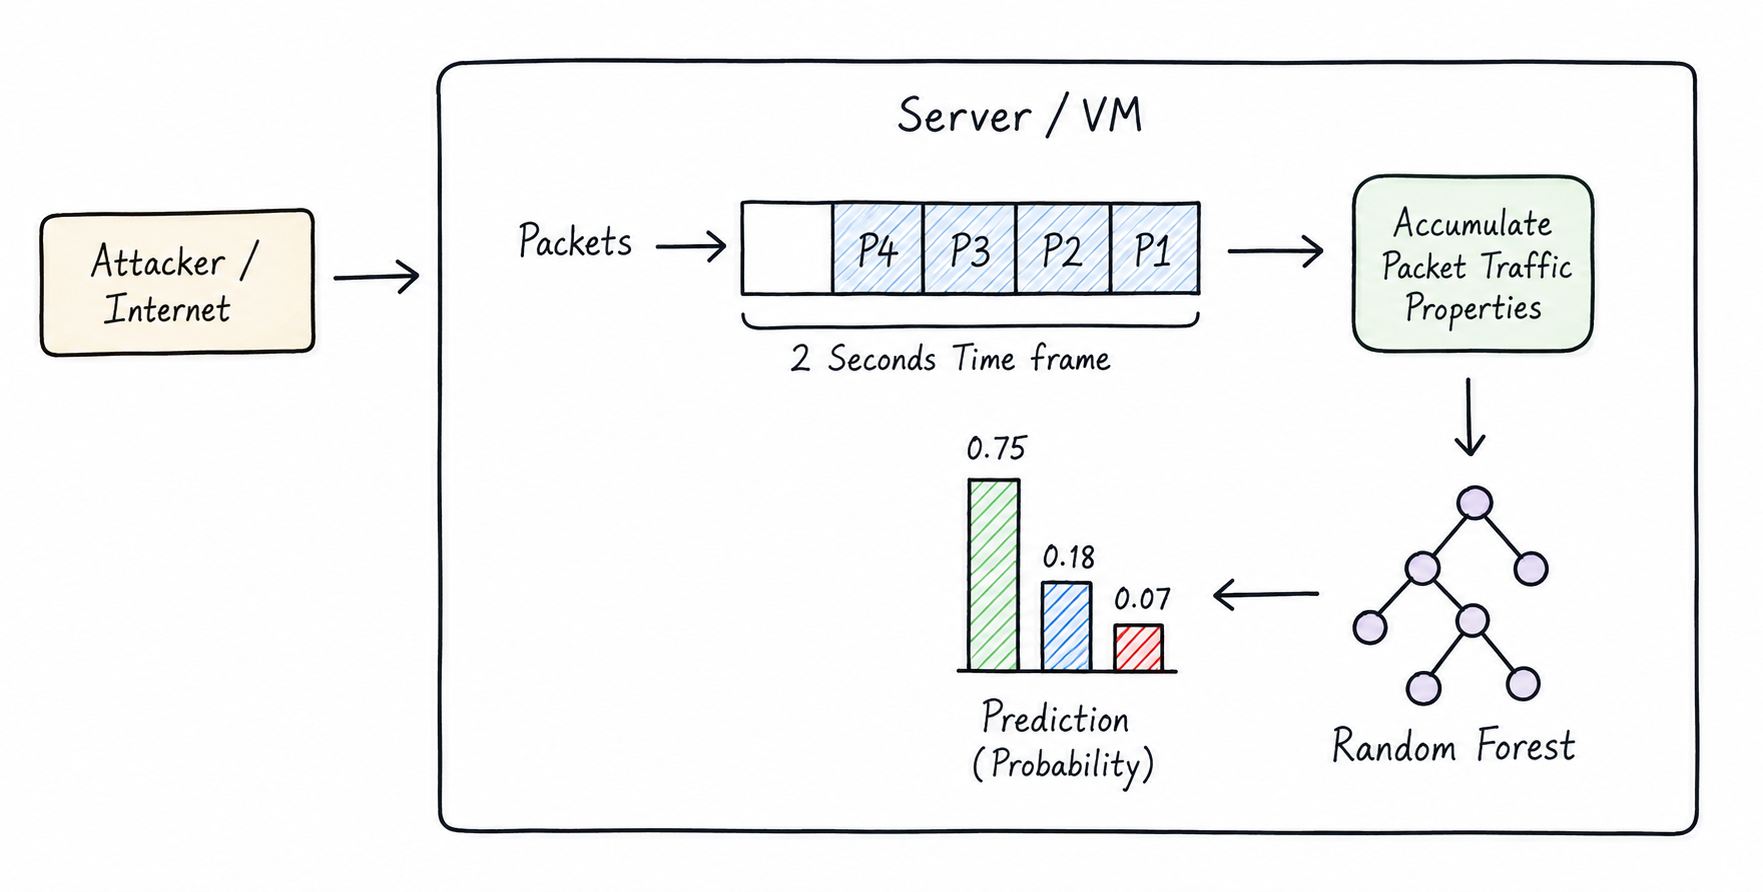 Server / VM
Attacker /
Internet
Packets
P4
P3
P2
P1
2 Seconds Time frame
Accumulate
Packet Traffic
Properties
0.75
0.18
0.07
Prediction
(Probability)
Random Forest